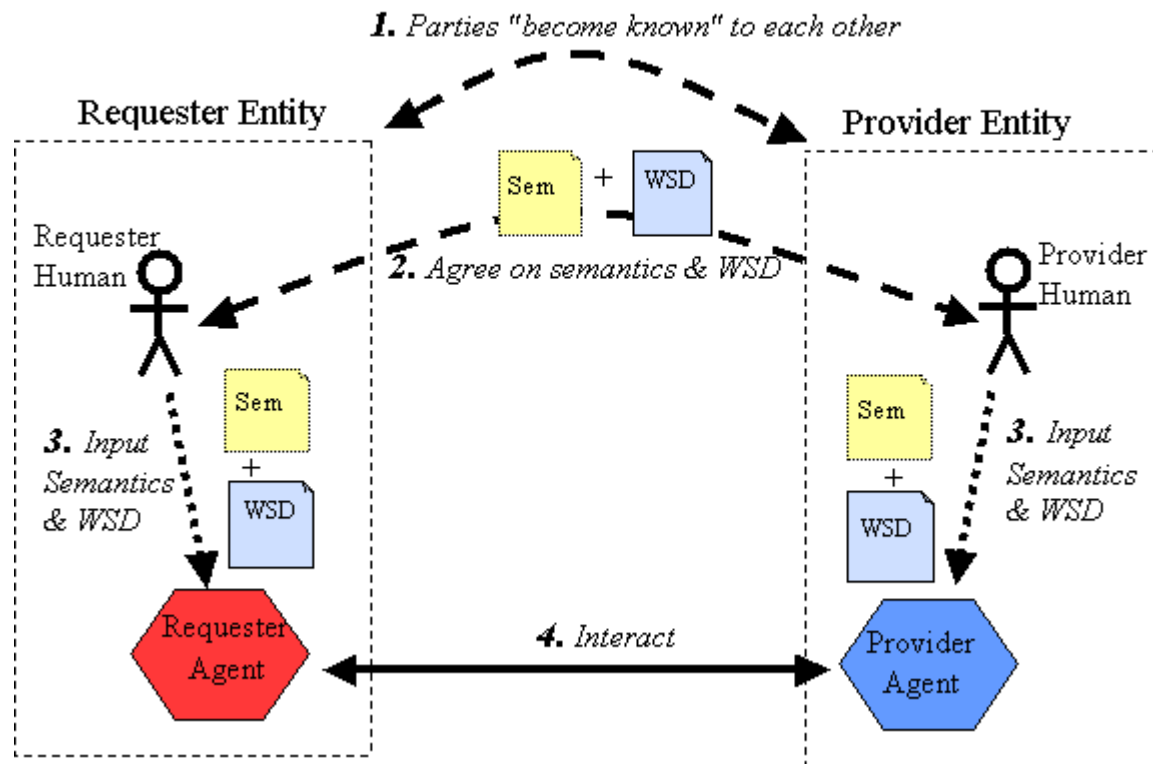 1. Parties "become known" to each other
Requester Entity
Provider Entity
Sem
+
WSD
Requester
Human
2. Agree on semantics & WSD
Provider
Human
Sem
+
WSD
3. Input
Semantics
& WSD
Sem
+
WSD
3. Input
Semantics
& WSD
Requester
Agent
4. Interact
Provider
Agent